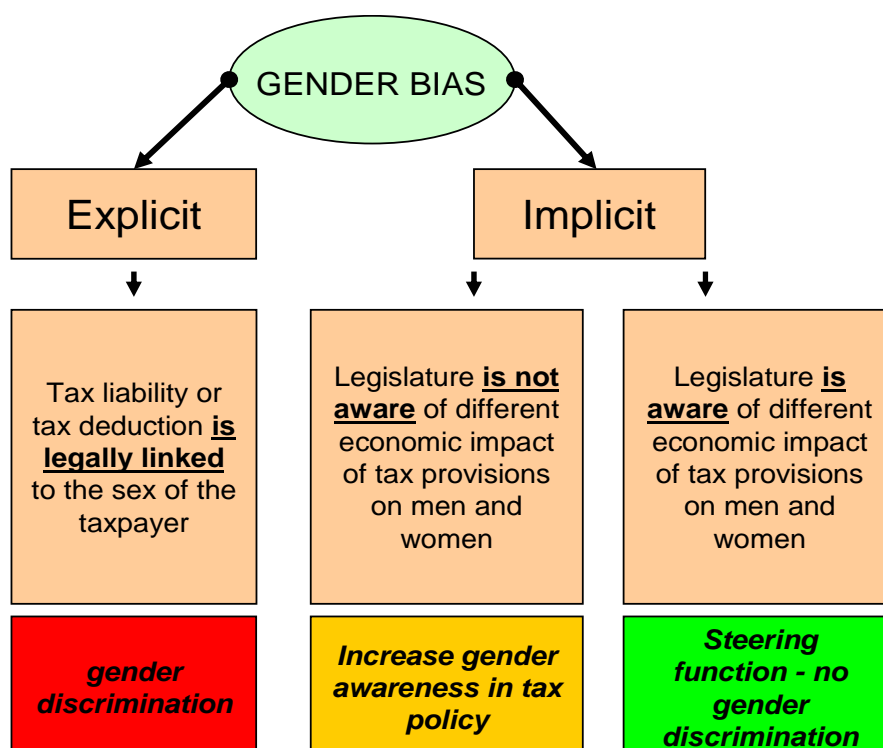 GENDER BIAS
Explicit
Implicit
Tax liability or
tax deduction is
legally linked
to the sex of the
taxpayer
Legislature is not
aware of different
economic impact
of tax provisions
on men and
women
Legislature is
aware of different
economic impact
of tax provisions
on men and
women
gender
discrimination
Increase gender
awareness in tax
policy
Steering
function - no
gender
discrimination